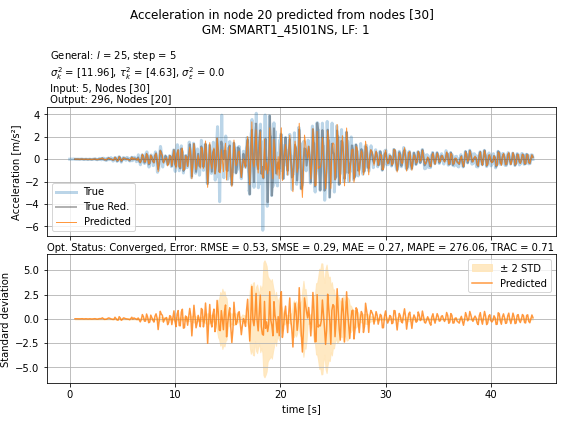 Acceleration in node 20 predicted from nodes [30]
GM: SMART1_45I01NS, LF: 1
General: l = 25, step = 5
σ²ₖ = [11.96], τ²ₖ = [4.63], σ²ε = 0.0
Input: 5, Nodes [30]
Output: 296, Nodes [20]
4
2
0
−2
−4
−6
Acceleration [m/s²]
True
True Red.
Predicted
Opt. Status: Converged, Error: RMSE = 0.53, SMSE = 0.29, MAE = 0.27, MAPE = 276.06, TRAC = 0.71
5.0
2.5
0.0
−2.5
−5.0
Standard deviation
± 2 STD
Predicted
0
10
20
30
40
time [s]